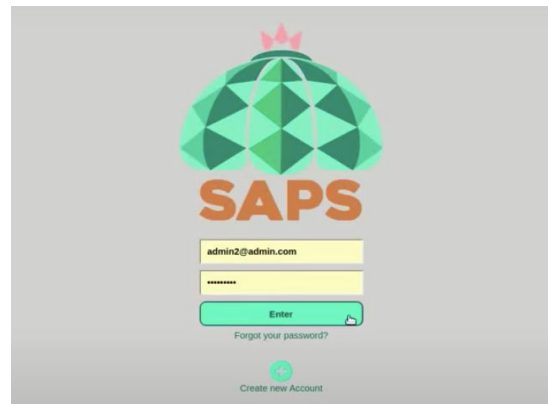 SAPS
admin2@admin.com
•••••••••
Enter
Forgot your password?
Create new Account